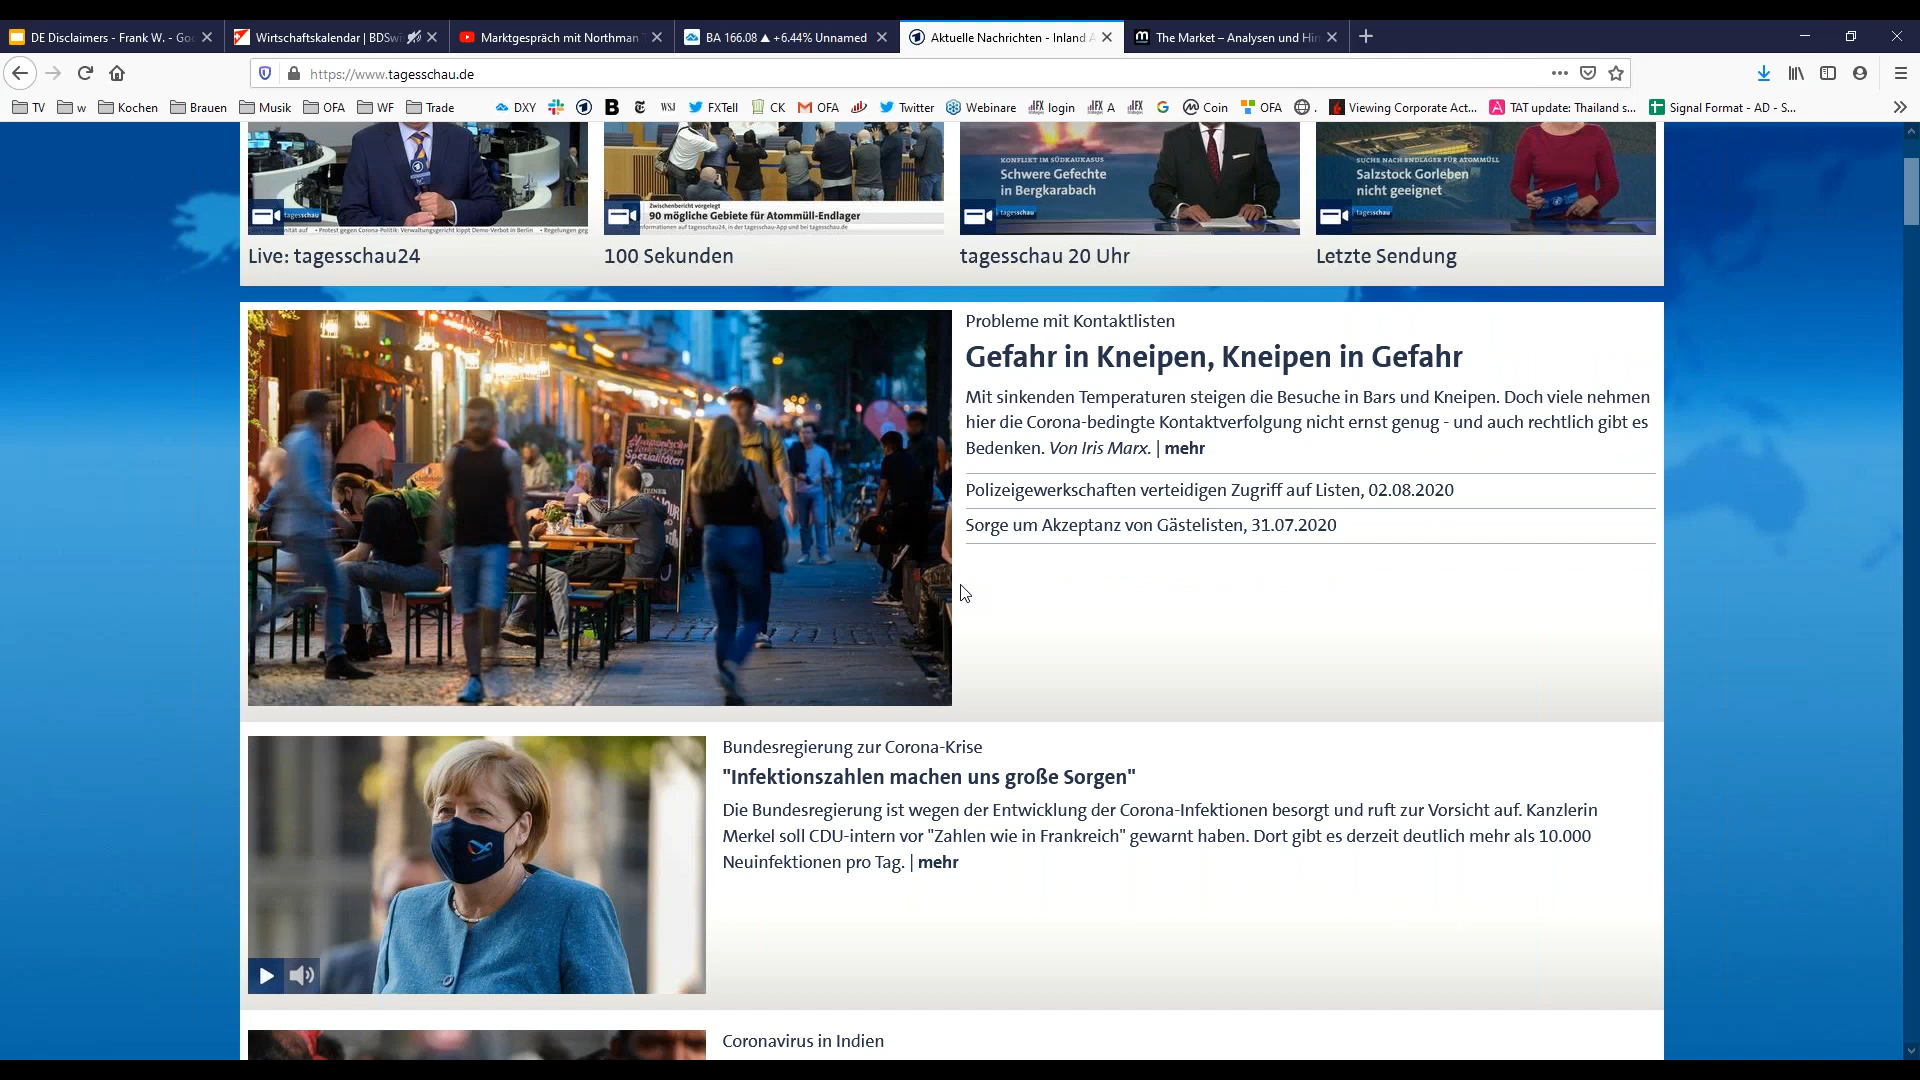 DE Disclaimers - Frank W. - Goo
Wirtschaftskalendar | BDSwi
Marktgespräch mit Northman T
BA 166.08 ▲ +6.44% Unnamed
Aktuelle Nachrichten - Inland A
The Market – Analysen und Hin
https://www.tagesschau.de
TV w Kochen Brauen Musik OFA WF Trade DXY WSJ FXTell CK OFA Twitter Webinare login A Coin OFA . Viewing Corporate Act... TAT update: Thailand s... Signal Format - AD - S...
tagesschau
• Protest gegen Corona-Politik: Verwaltungsgericht kippt Demo-Verbot in Berlin • Regelungen geg
Live: tagesschau24
Zwischenbericht vorgelegt
90 mögliche Gebiete für Atommüll-Endlager
informationen auf tagesschau24, in der tagesschau-App und bei tagesschau.de
100 Sekunden
KONFLIKT IM SÜDKAUKASUS
Schwere Gefechte
in Bergkarabach
tagesschau
tagesschau 20 Uhr
SUCHE NACH ENDLAGER FÜR ATOMMÜLL
Salzstock Gorleben
nicht geeignet
tagesschau
Letzte Sendung
Probleme mit Kontaktlisten
Gefahr in Kneipen, Kneipen in Gefahr
Mit sinkenden Temperaturen steigen die Besuche in Bars und Kneipen. Doch viele nehmen
hier die Corona-bedingte Kontaktverfolgung nicht ernst genug - und auch rechtlich gibt es
Bedenken. Von Iris Marx. | mehr
Polizeigewerkschaften verteidigen Zugriff auf Listen, 02.08.2020
Sorge um Akzeptanz von Gästelisten, 31.07.2020
Spezialitäten
Bundesregierung zur Corona-Krise
"Infektionszahlen machen uns große Sorgen"
Die Bundesregierung ist wegen der Entwicklung der Corona-Infektionen besorgt und ruft zur Vorsicht auf. Kanzlerin
Merkel soll CDU-intern vor "Zahlen wie in Frankreich" gewarnt haben. Dort gibt es derzeit deutlich mehr als 10.000
Neuinfektionen pro Tag. | mehr
Coronavirus in Indien